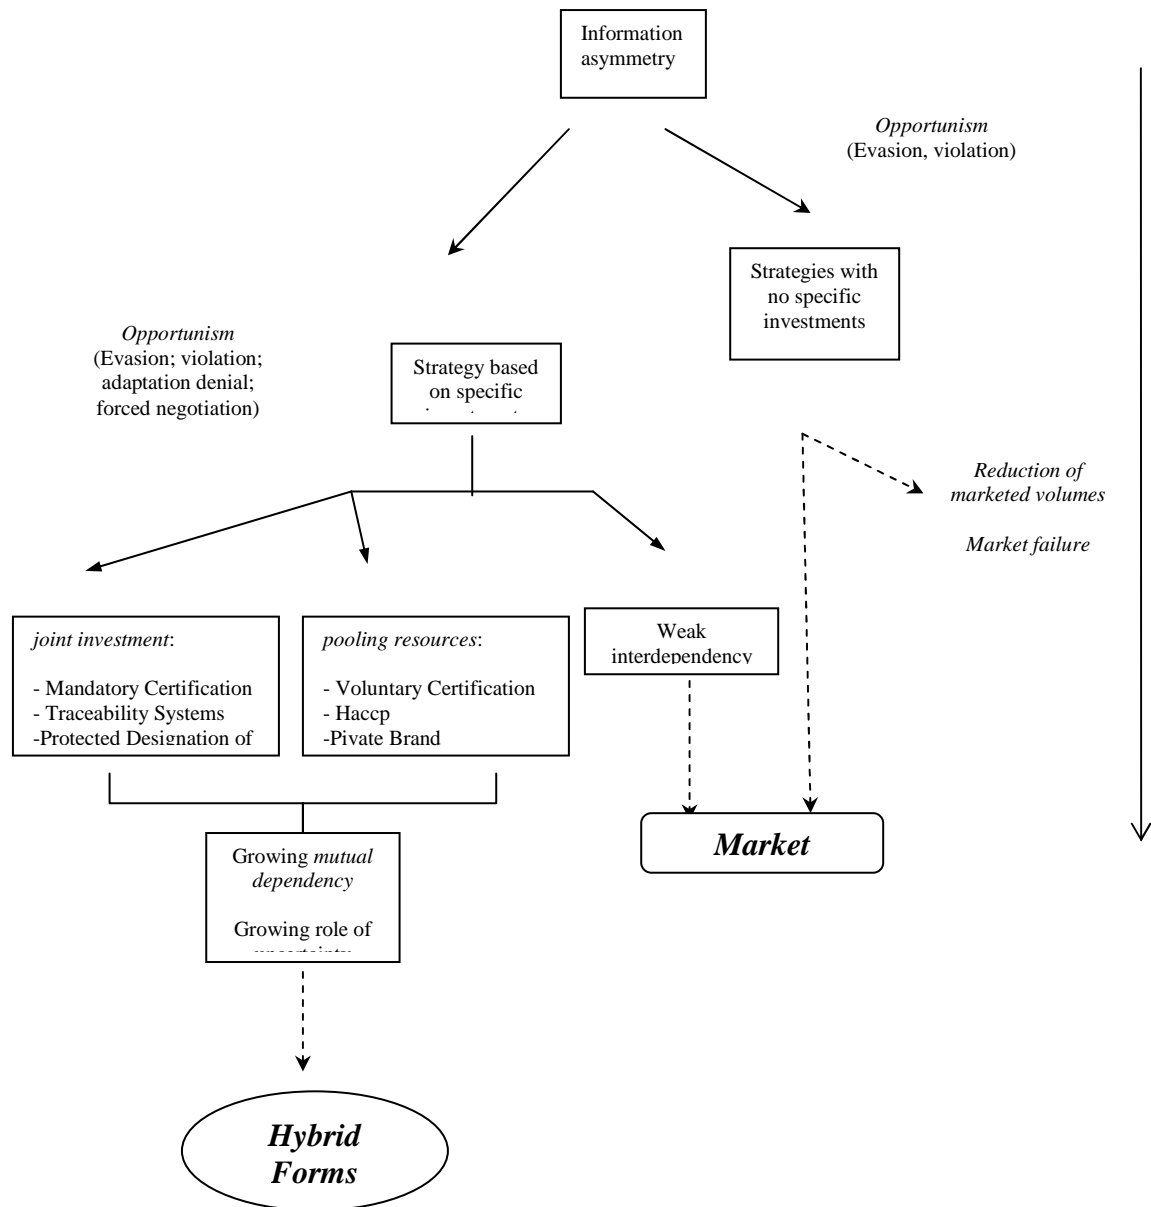 Information
asymmetry
Opportunism
(Evasion, violation)
Strategies with
no specific
investments
Opportunism
(Evasion; violation;
adaptation denial;
forced negotiation)
Strategy based
on specific
Reduction of
marketed volumes
Market failure
joint investment:
- Mandatory Certification
- Traceability Systems
-Protected Designation of
pooling resources:
- Voluntary Certification
- Haccp
-Pivate Brand
Weak
interdependency
Market
Growing mutual
dependency
Growing role of
Hybrid
Forms